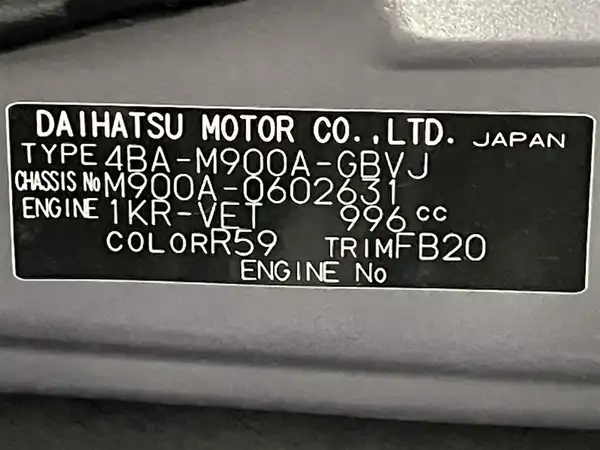 DAIHATSU MOTOR CO.,LTD. JAPAN
TYPE 4BA-M900A-GBVJ
CHASSIS No M900A-0602631
ENGINE 1KR-VET 996 cc
COLOR R59 TRIM FB20
ENGINE No